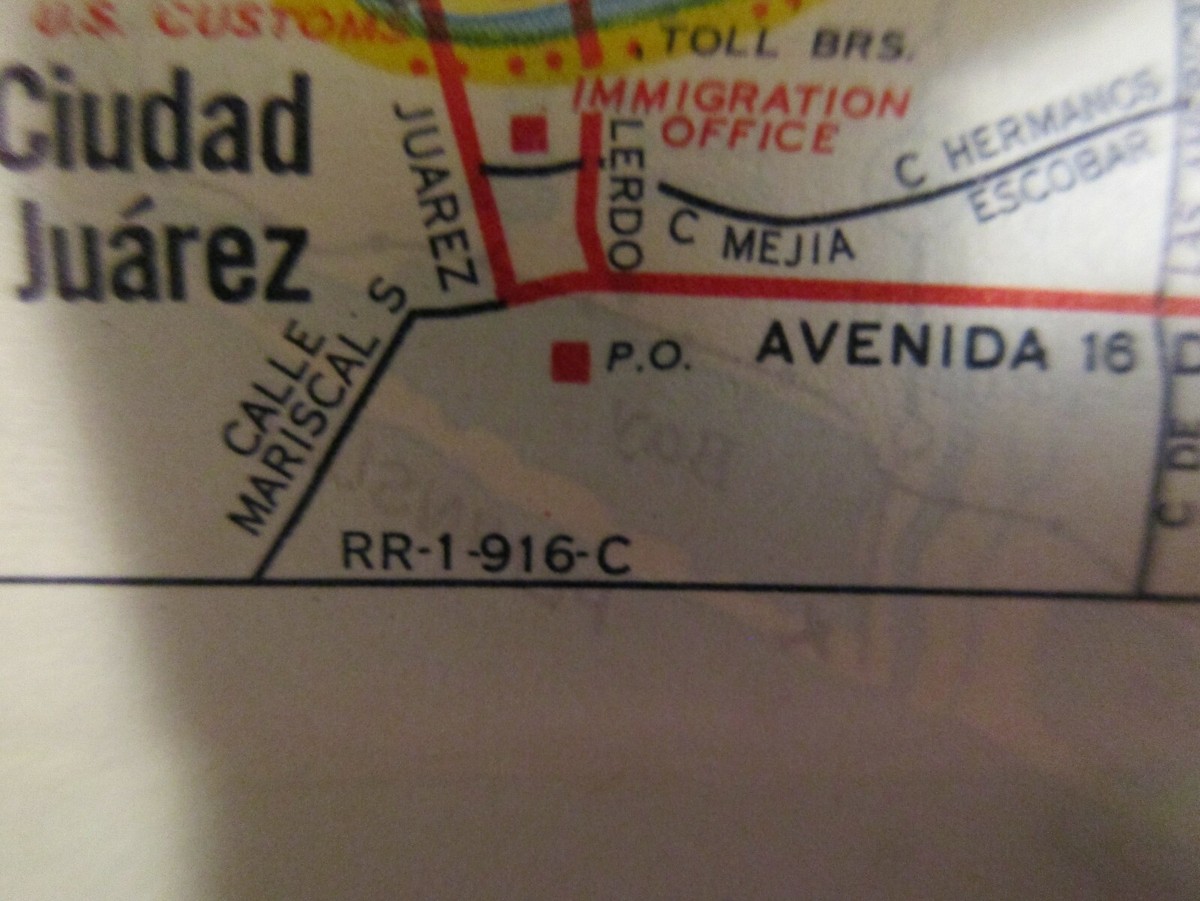 U.S. CUSTOMS
TOLL BRS.
Ciudad
Juárez
IMMIGRATION
OFFICE
JUAREZ
LERDO
C HERMANOS
ESCOBAR
C MEJIA
CALLE
MARISCAL S
P.O.
AVENIDA 16
RR-1-916-C